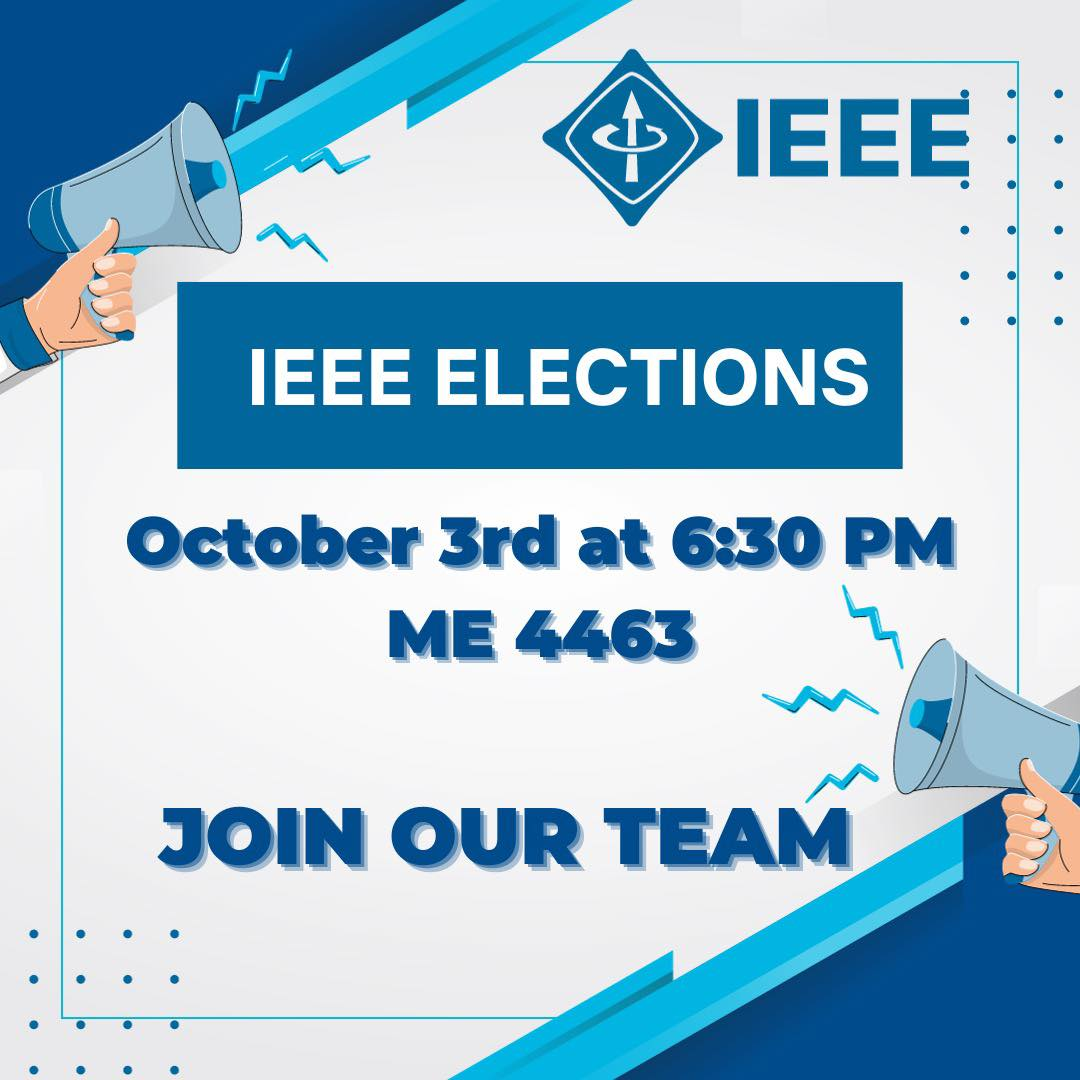 IEEE
IEEE ELECTIONS
October 3rd at 6:30 PM
ME 4463
JOIN OUR TEAM